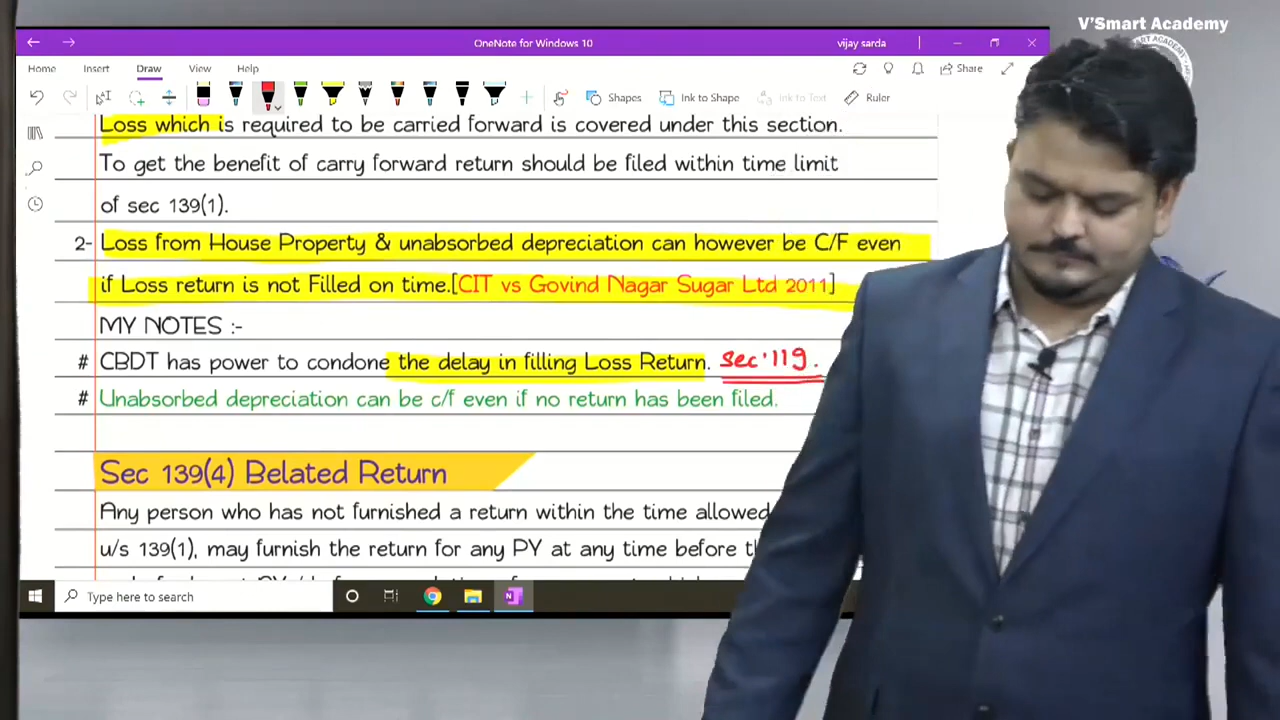 V'Smart Academy
OneNote for Windows 10
vijay sarda
Home Insert Draw View Help
Share
Shapes Ink to Shape Ink to Text Ruler
Loss which is required to be carried forward is covered under this section.
To get the benefit of carry forward return should be filed within time limit
of sec 139(1).
2- Loss from House Property & unabsorbed depreciation can however be C/F even
if Loss return is not Filled on time.[CIT vs Govind Nagar Sugar Ltd 2011]
MY NOTES :-
# CBDT has power to condone the delay in filling Loss Return. Sec.119.
# Unabsorbed depreciation can be c/f even if no return has been filed.
Sec 139(4) Belated Return
Any person who has not furnished a return within the time allowed
u/s 139(1), may furnish the return for any PY at any time before
Type here to search